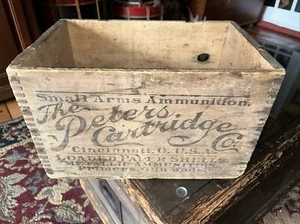 Small Arms Ammunition,
The
Peters
Cartridge Co.
Cincinnati, O. U.S.A.
LOADED PAPER SHELLS